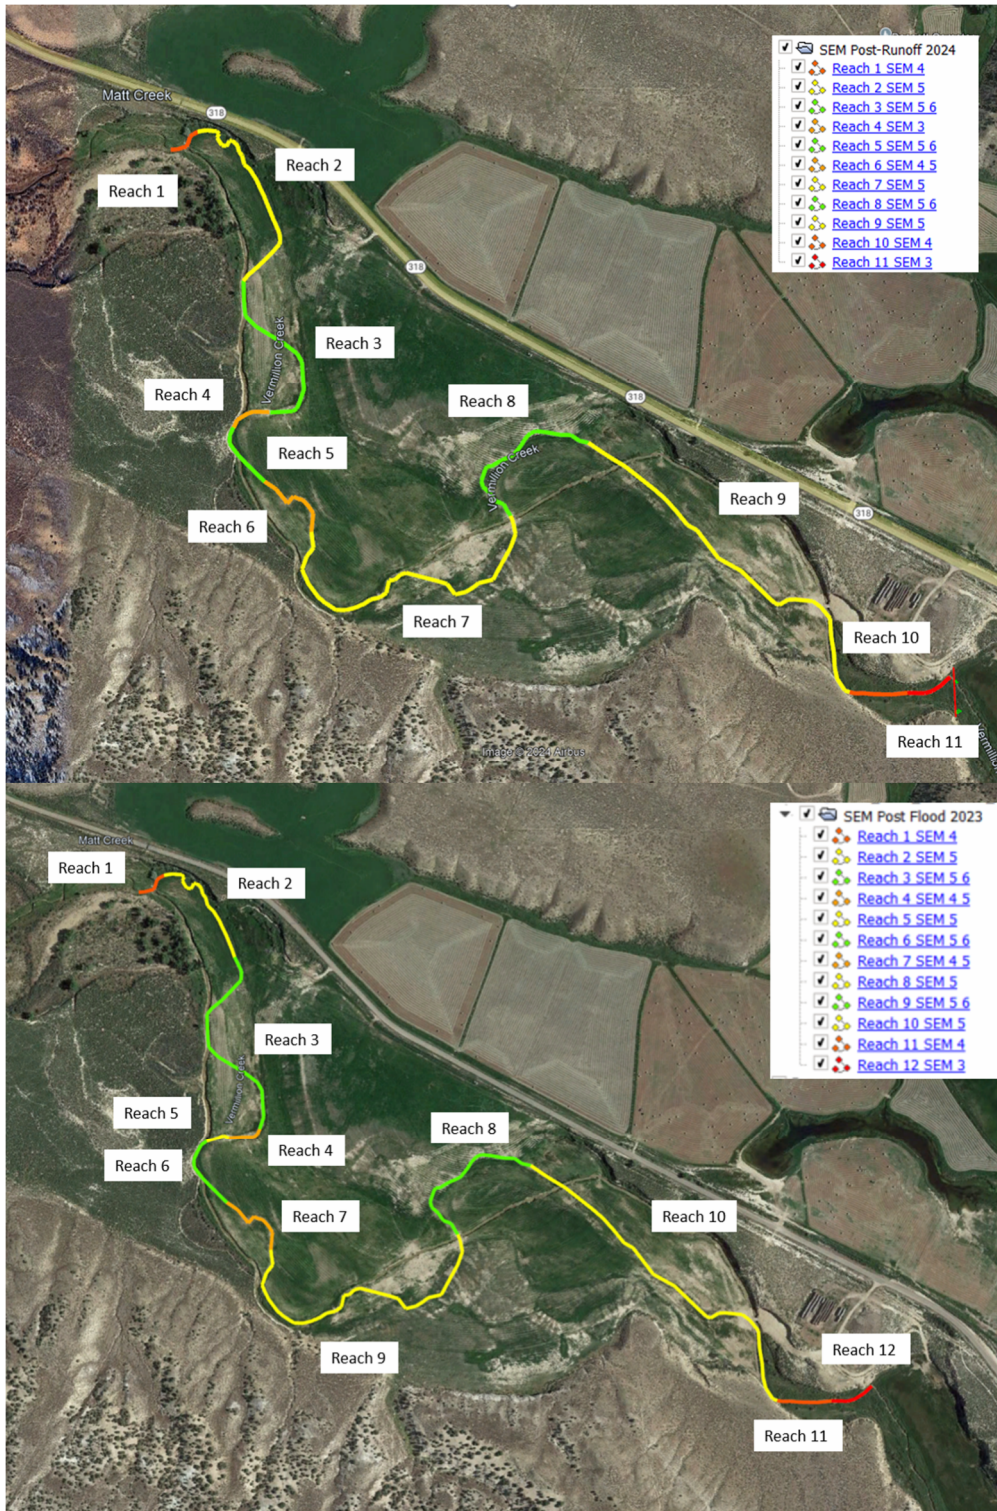 SEM Post-Runoff 2024
Reach 1 SEM 4
Reach 2 SEM 5
Reach 3 SEM 5 6
Reach 4 SEM 3
Reach 5 SEM 5 6
Reach 6 SEM 4 5
Reach 7 SEM 5
Reach 8 SEM 5 6
Reach 9 SEM 5
Reach 10 SEM 4
Reach 11 SEM 3
Matt Creek
318
Reach 2
Reach 1
318
Reach 3
Vermillion Creek
Reach 4
318
Reach 8
Reach 5
Vermillion Creek
Reach 9
318
Reach 6
Reach 7
Reach 10
Reach 11
Image © 2024 Airbus
SEM Post Flood 2023
Reach 1 SEM 4
Reach 2 SEM 5
Reach 3 SEM 5 6
Reach 4 SEM 4 5
Reach 5 SEM 5
Reach 6 SEM 5 6
Reach 7 SEM 4 5
Reach 8 SEM 5
Reach 9 SEM 5 6
Reach 10 SEM 5
Reach 11 SEM 4
Reach 12 SEM 3
Matt Creek
Reach 1
Reach 2
Reach 3
Vermillion Creek
Reach 5
Reach 8
Reach 4
Reach 6
Reach 7
Reach 10
Reach 12
Reach 9
Reach 11